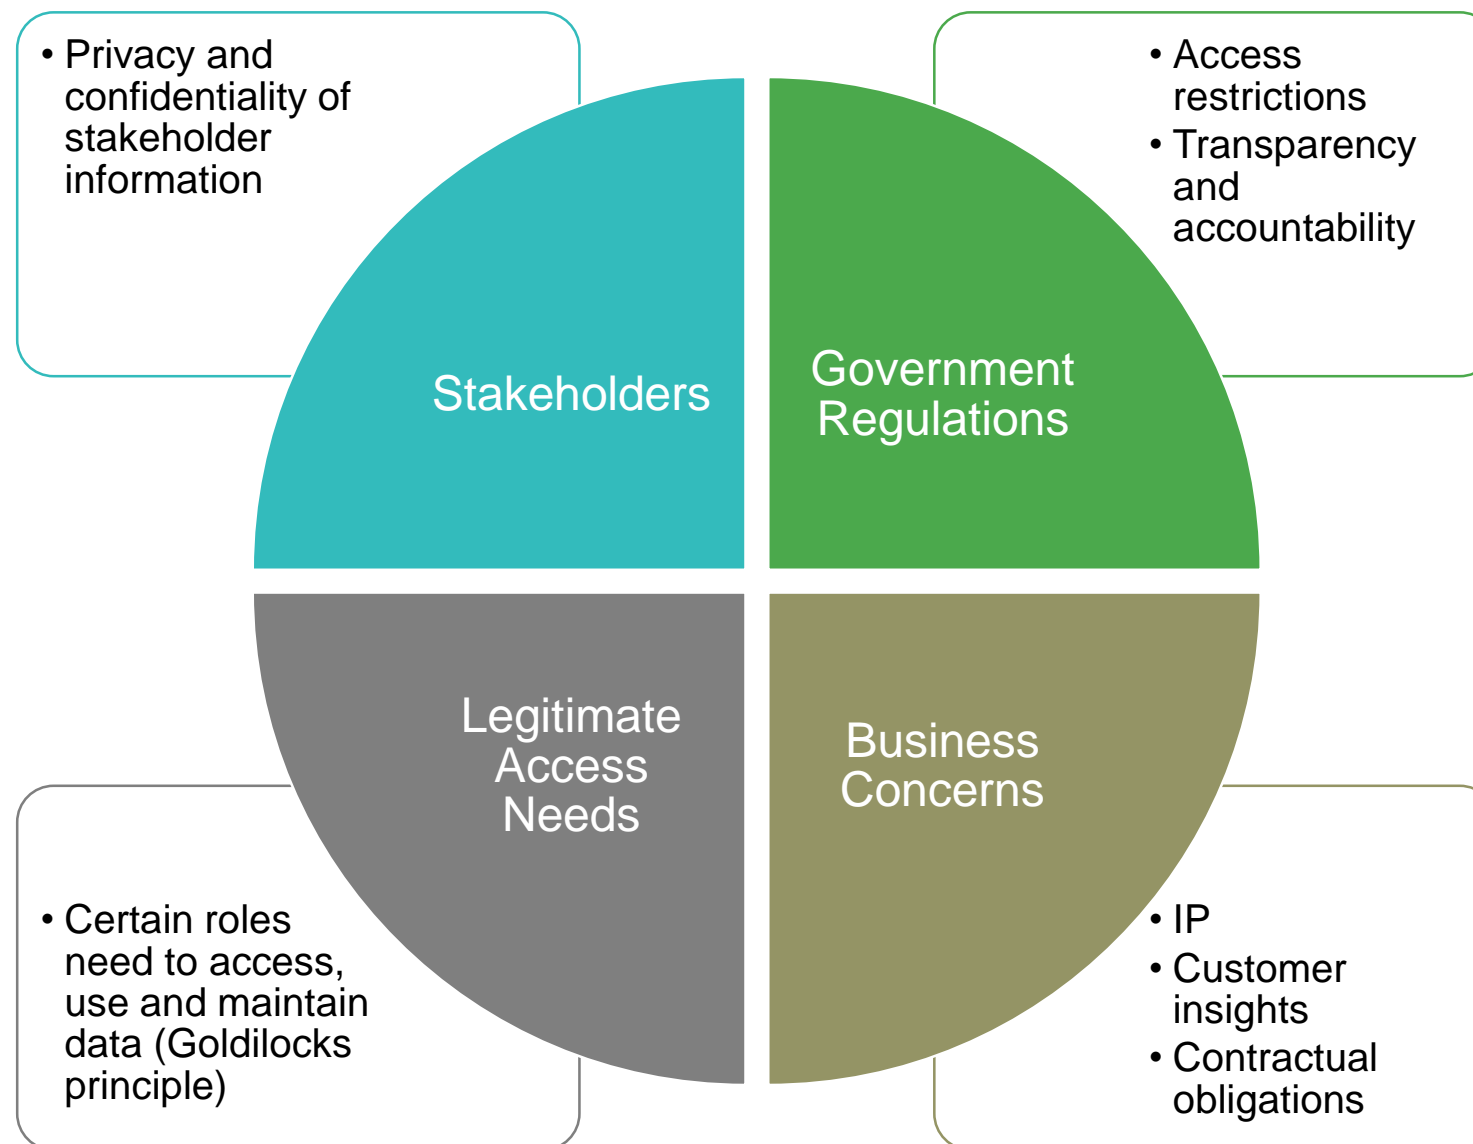 • Privacy and
confidentiality of
stakeholder
information
• Access
restrictions
• Transparency
and
accountability
Stakeholders
Government
Regulations
Legitimate
Access
Needs
Business
Concerns
• Certain roles
need to access,
use and maintain
data (Goldilocks
principle)
• IP
• Customer
insights
• Contractual
obligations